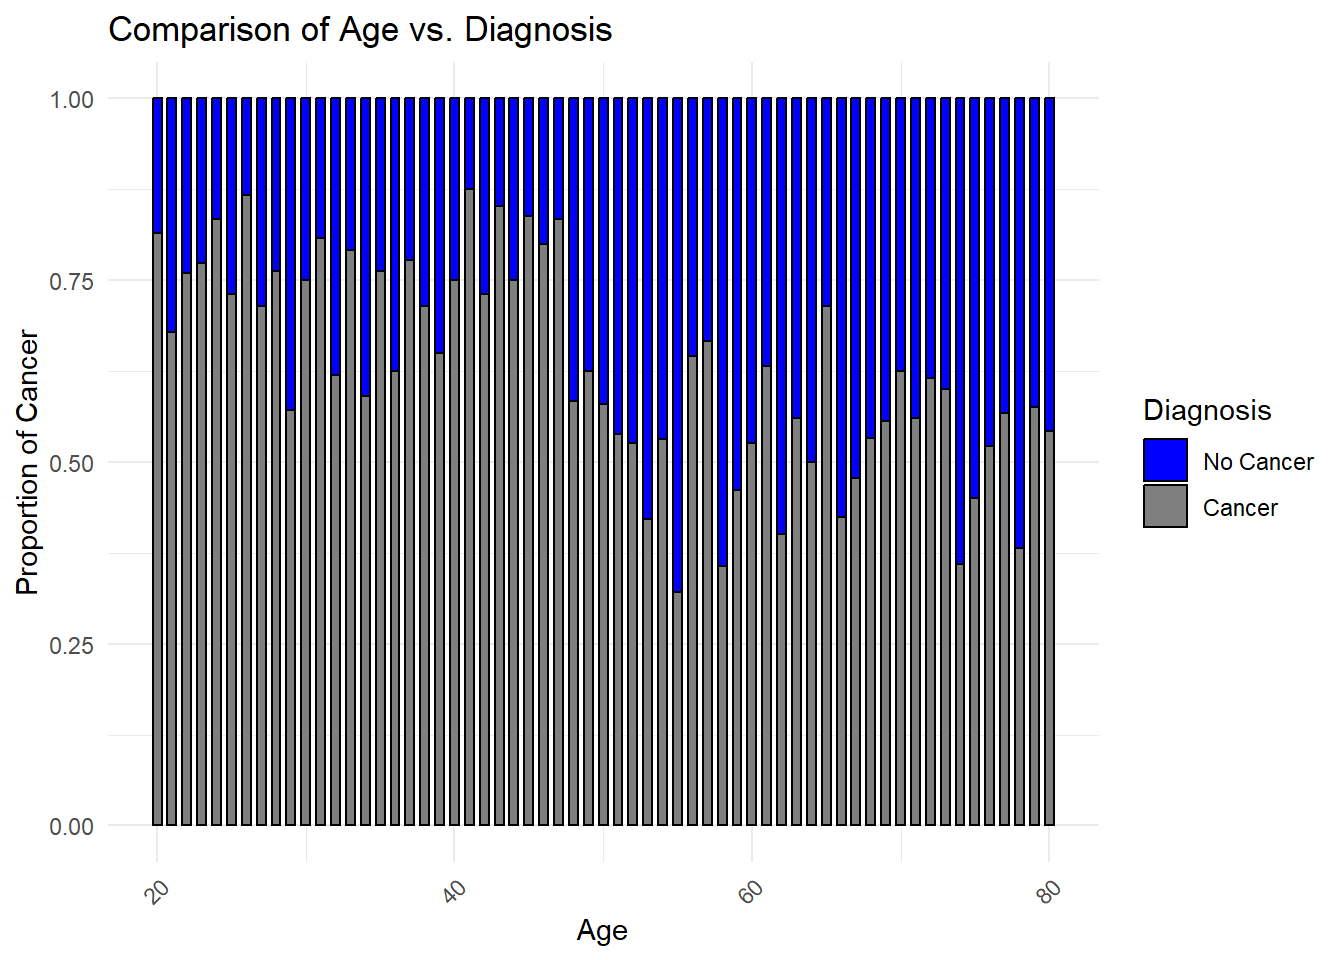 Comparison of Age vs. Diagnosis
1.00
0.75
0.50
0.25
0.00
Proportion of Cancer
20
40
60
80
Age
Diagnosis
No Cancer
Cancer